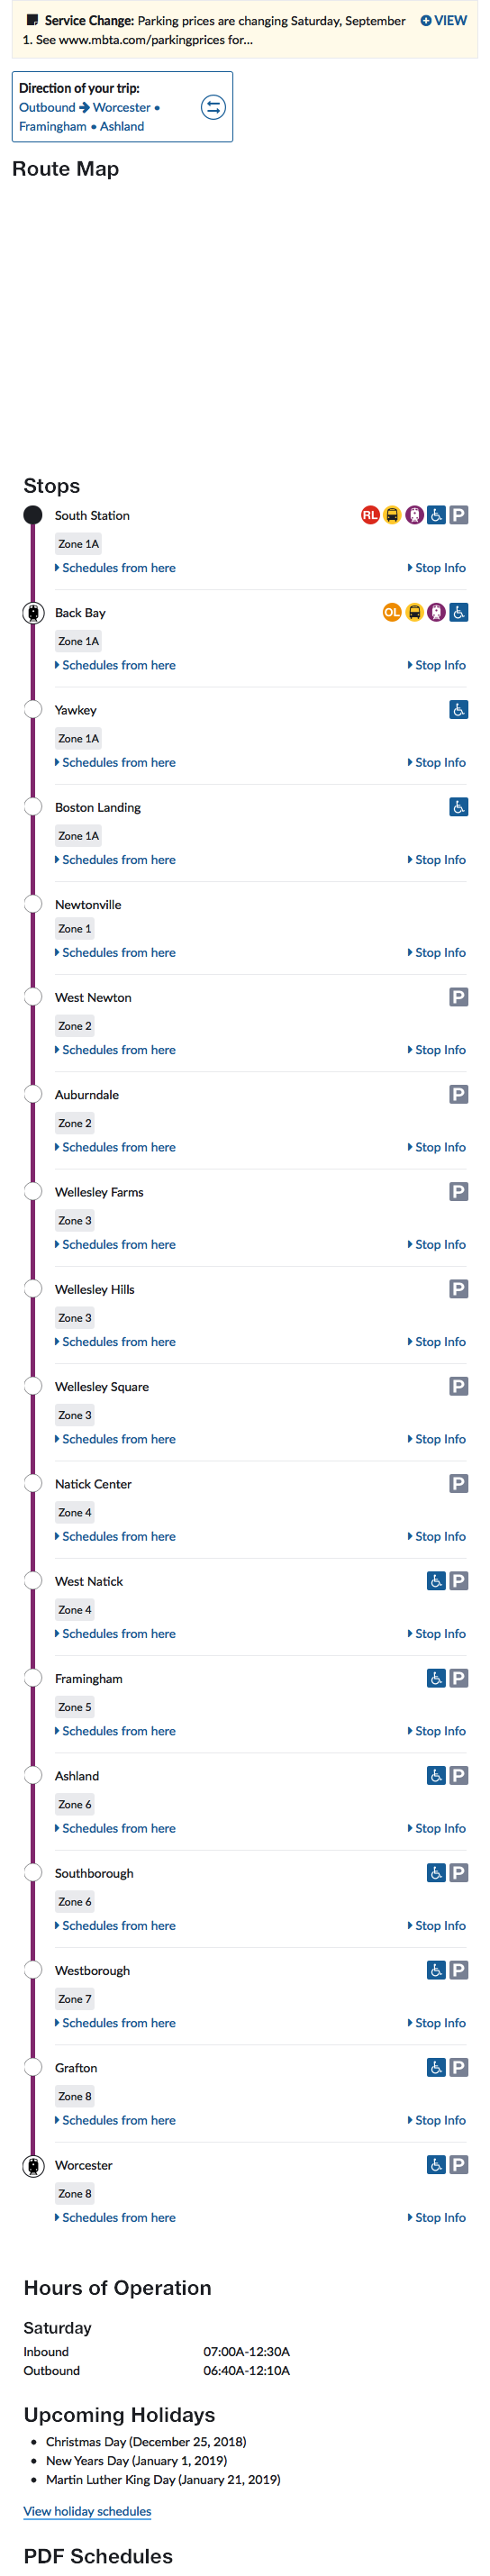 Service Change: Parking prices are changing Saturday, September
VIEW
1. See www.mbta.com/parkingprices for...
Direction of your trip:
Outbound → Worcester •
Framingham • Ashland
Route Map
Stops
South Station
RL
P
Zone 1A
Schedules from here
Stop Info
Back Bay
OL
Zone 1A
Schedules from here
Stop Info
Yawkey
Zone 1A
Schedules from here
Stop Info
Boston Landing
Zone 1A
Schedules from here
Stop Info
Newtonville
Zone 1
Schedules from here
Stop Info
West Newton
P
Zone 2
Schedules from here
Stop Info
Auburndale
P
Zone 2
Schedules from here
Stop Info
Wellesley Farms
P
Zone 3
Schedules from here
Stop Info
Wellesley Hills
P
Zone 3
Schedules from here
Stop Info
Wellesley Square
P
Zone 3
Schedules from here
Stop Info
Natick Center
P
Zone 4
Schedules from here
Stop Info
West Natick
P
Zone 4
Schedules from here
Stop Info
Framingham
P
Zone 5
Schedules from here
Stop Info
Ashland
P
Zone 6
Schedules from here
Stop Info
Southborough
P
Zone 6
Schedules from here
Stop Info
Westborough
P
Zone 7
Schedules from here
Stop Info
Grafton
P
Zone 8
Schedules from here
Stop Info
Worcester
P
Zone 8
Schedules from here
Stop Info
Hours of Operation
Saturday
Inbound 07:00A-12:30A
Outbound 06:40A-12:10A
Upcoming Holidays
• Christmas Day (December 25, 2018)
• New Years Day (January 1, 2019)
• Martin Luther King Day (January 21, 2019)
View holiday schedules
PDF Schedules